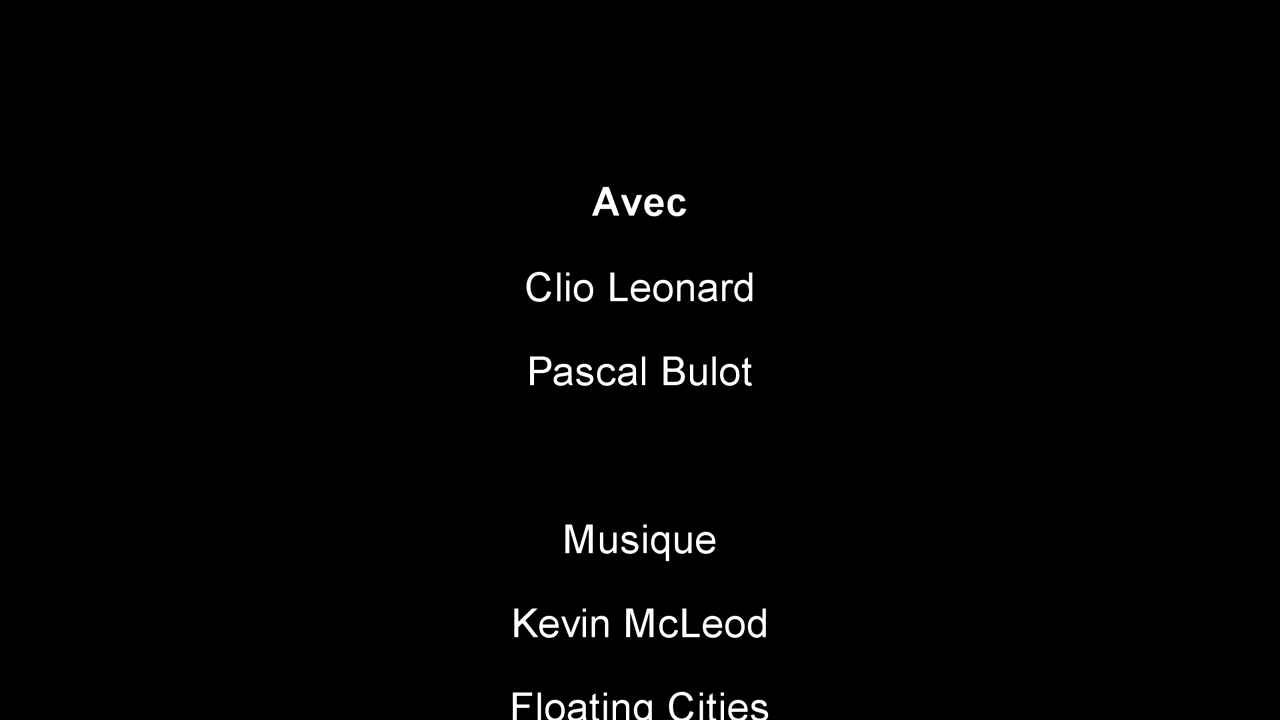 Avec
Clio Leonard
Pascal Bulot
Musique
Kevin McLeod
Floating Cities